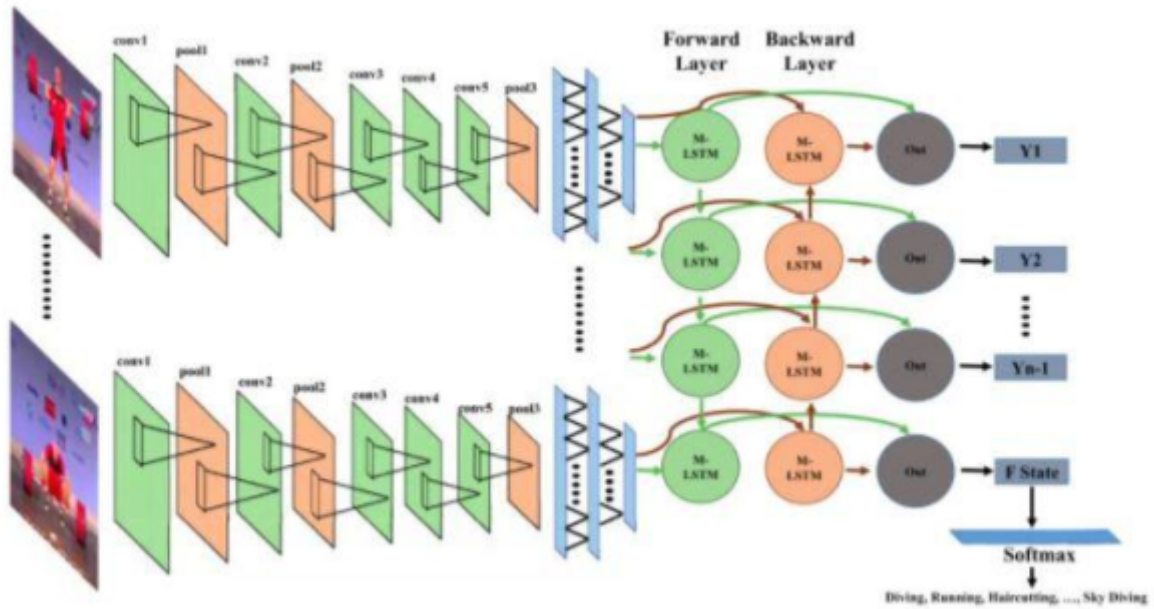 Forward Layer
Backward Layer
conv1
pool1
conv2
pool2
conv3
conv4
conv5
pool3
M-LSTM
M-LSTM
Out
Y1
M-LSTM
M-LSTM
Out
Y2
M-LSTM
M-LSTM
Out
Yn-1
conv1
pool1
conv2
pool2
conv3
conv4
conv5
pool3
M-LSTM
M-LSTM
Out
F State
Softmax
Diving, Running, Haircutting, ...., Sky Diving